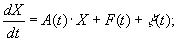 dX/dt = A(t)· X + F(t) + ξ(t);